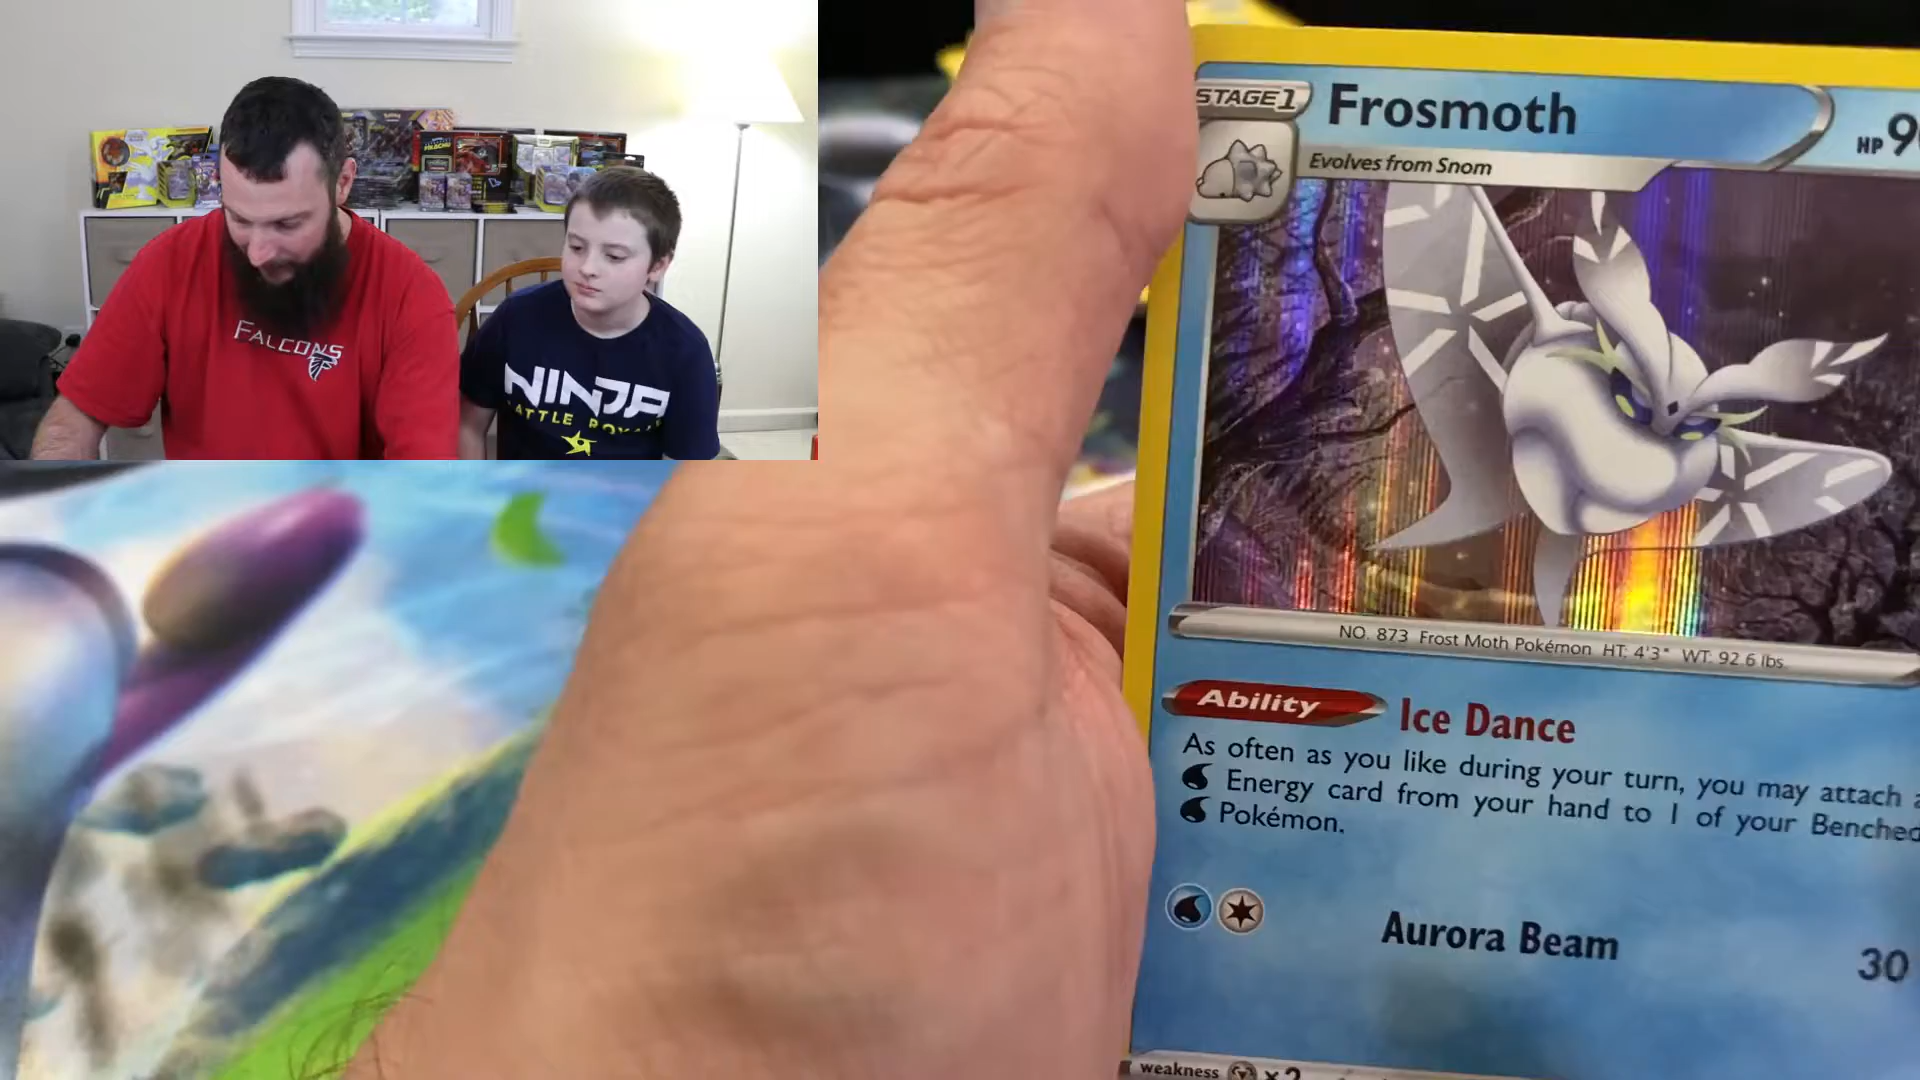 FALCONS
NINJA
BATTLE ROYALE
STAGE 1
Frosmoth
HP 9
Evolves from Snom
NO. 873 Frost Moth Pokémon HT: 4'3" WT: 92.6 lbs
Ability Ice Dance
As often as you like during your turn, you may attach a
Energy card from your hand to 1 of your Benched
Pokémon.
Aurora Beam 30
weakness ×2